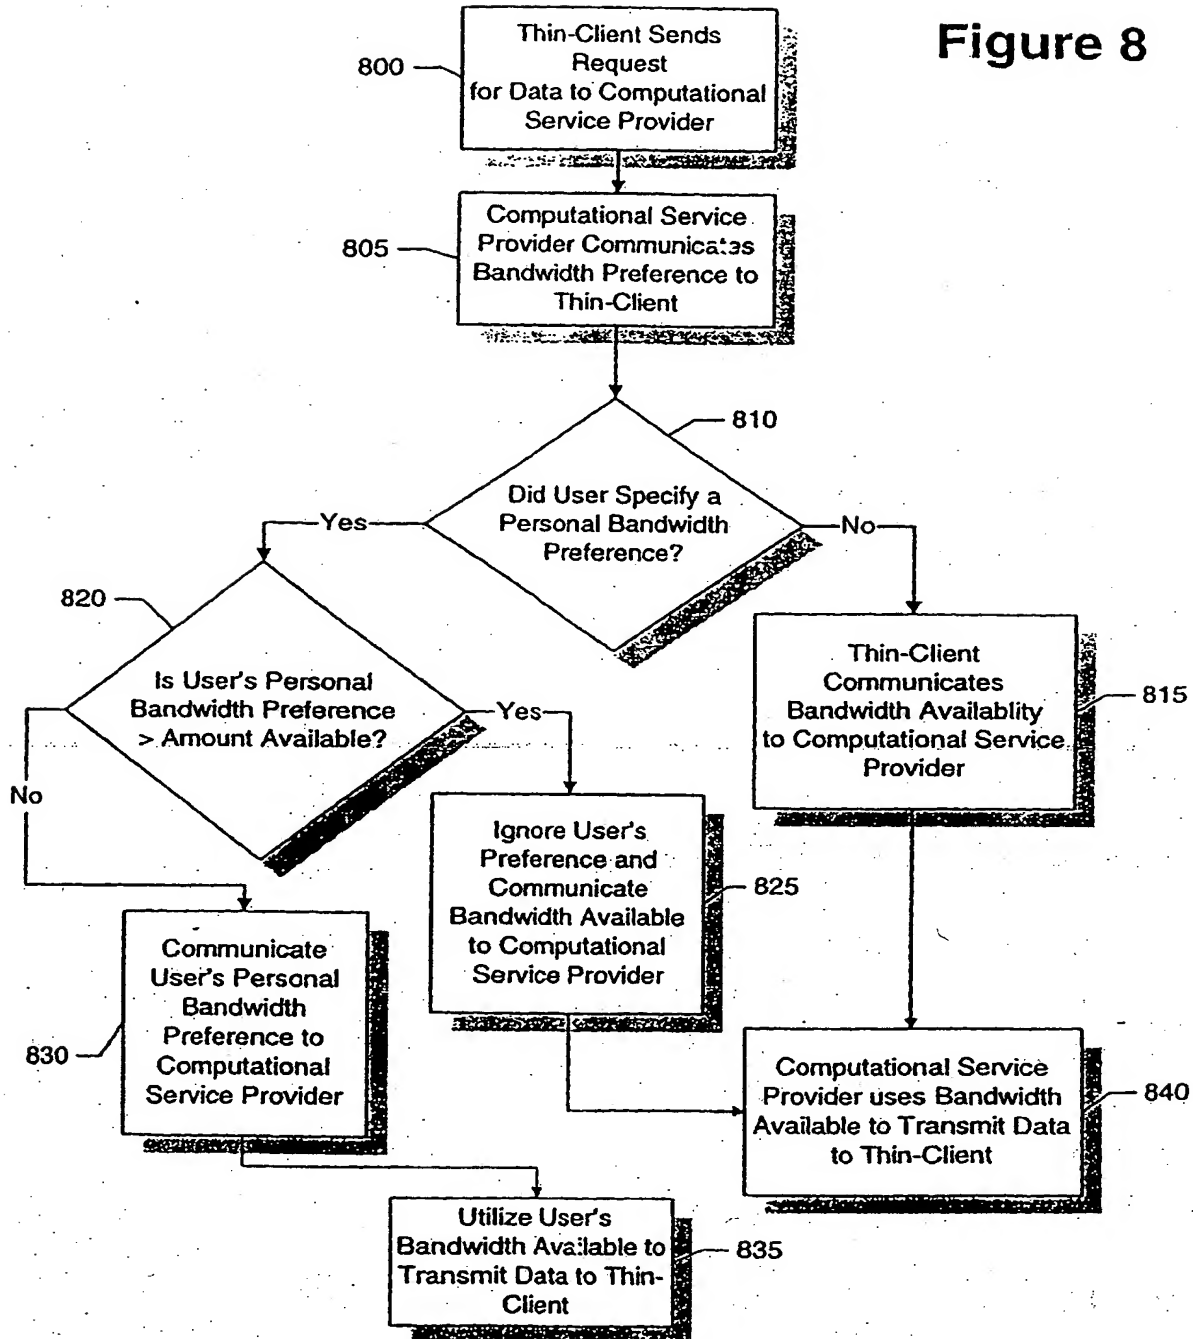 Figure 8
Thin-Client Sends
Request
for Data to Computational
Service Provider
800
Computational Service
Provider Communicates
Bandwidth Preference to
Thin-Client
805
810
Did User Specify a
Personal Bandwidth
Preference?
Yes
No
820
Is User's Personal
Bandwidth Preference
> Amount Available?
Yes
No
Thin-Client
Communicates
Bandwidth Availablity
to Computational Service
Provider
815
Ignore User's
Preference and
Communicate
Bandwidth Available
to Computational
Service Provider
825
Communicate
User's Personal
Bandwidth
Preference to
Computational
Service Provider
830
Computational Service
Provider uses Bandwidth
Available to Transmit Data
to Thin-Client
840
Utilize User's
Bandwidth Available to
Transmit Data to Thin-
Client
835